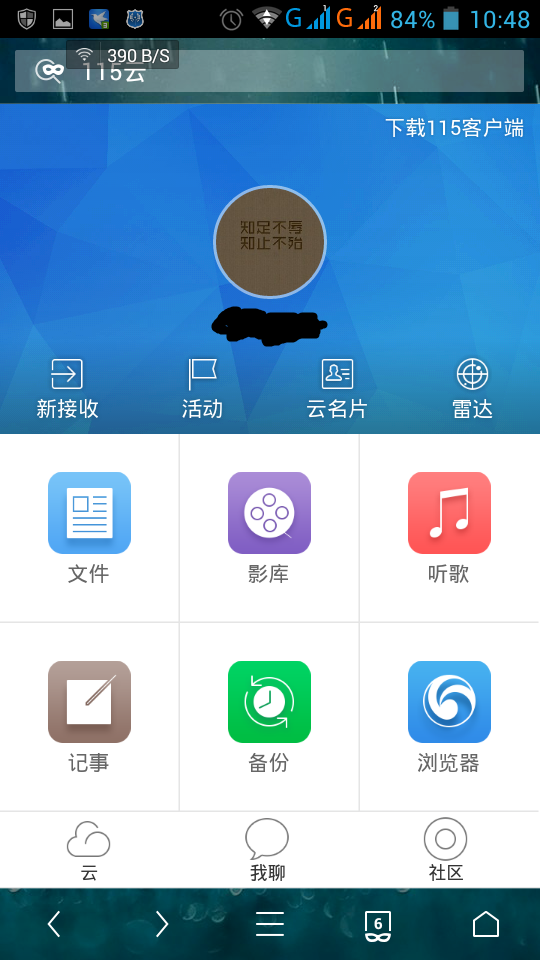 G 1 G 2 84% 10:48
390 B/S
115云
下载115客户端
知足不辱
知止不殆
新接收 活动 云名片 雷达
文件 影库 听歌
记事 备份 浏览器
云 我聊 社区
6